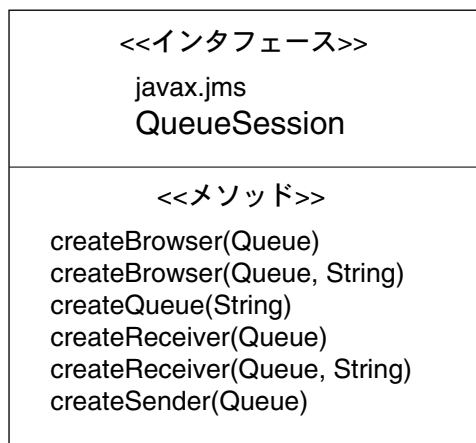 <<インタフェース>>
javax.jms
QueueSession
<<メソッド>>
createBrowser(Queue)
createBrowser(Queue, String)
createQueue(String)
createReceiver(Queue)
createReceiver(Queue, String)
createSender(Queue)